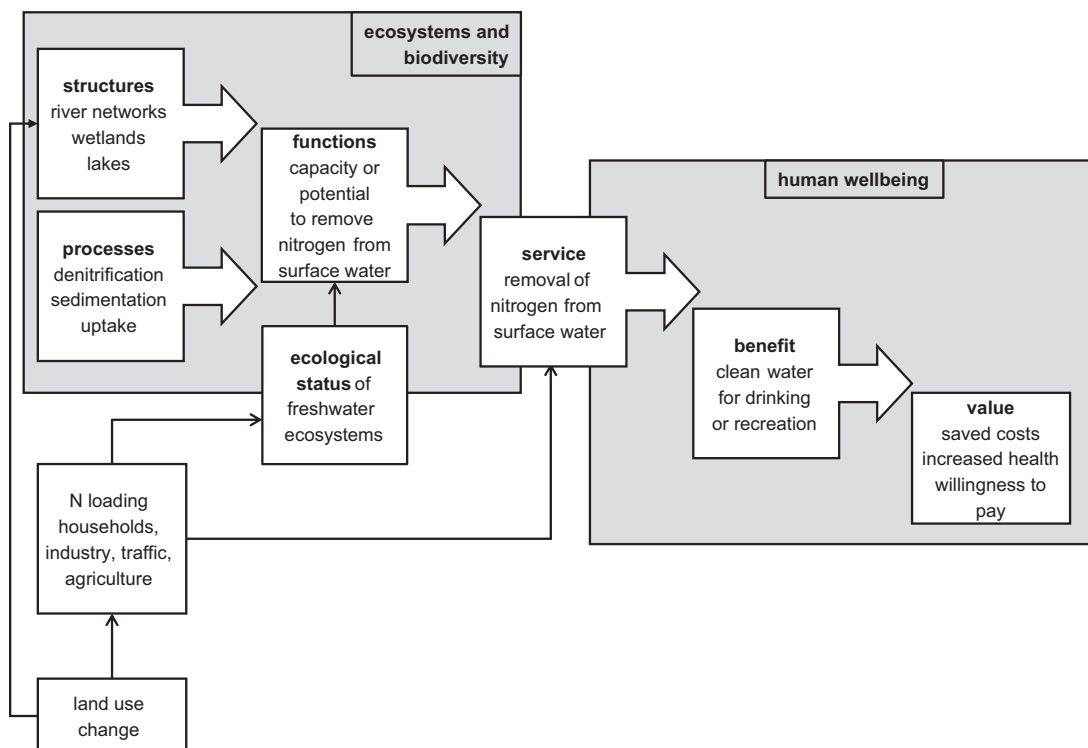 ecosystems and
biodiversity
structures
river networks
wetlands
lakes
functions
capacity or
potential
to remove
nitrogen from
surface water
human wellbeing
processes
denitrification
sedimentation
uptake
service
removal of
nitrogen from
surface water
ecological
status of
freshwater
ecosystems
benefit
clean water
for drinking
or recreation
value
saved costs
increased health
willingness to
pay
N loading
households,
industry, traffic,
agriculture
land use
change